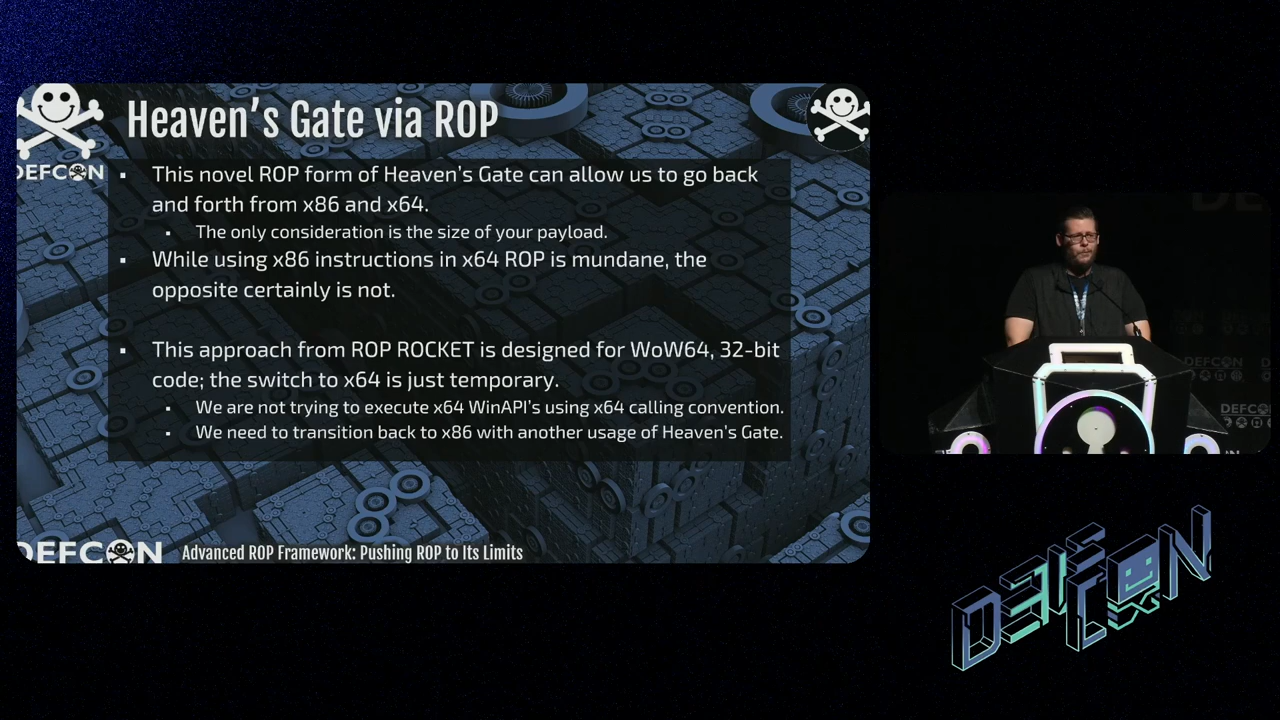 Heaven's Gate via ROP
DEFCON
▪ This novel ROP form of Heaven's Gate can allow us to go back
and forth from x86 and x64.
▪ The only consideration is the size of your payload.
▪ While using x86 instructions in x64 ROP is mundane, the
opposite certainly is not.
▪ This approach from ROP ROCKET is designed for WoW64, 32-bit
code; the switch to x64 is just temporary.
▪ We are not trying to execute x64 WinAPI's using x64 calling convention.
▪ We need to transition back to x86 with another usage of Heaven's Gate.
DEFCON
Advanced ROP Framework: Pushing ROP to Its Limits
DEFCON
DEF
CON